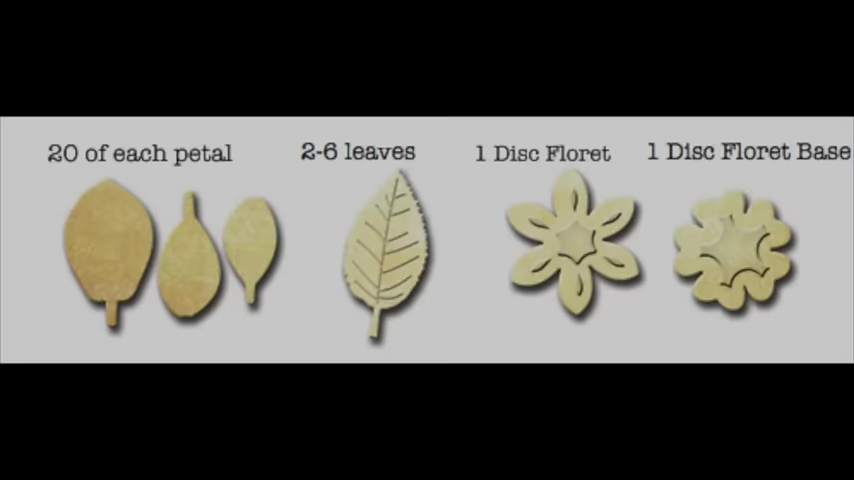 20 of each petal
2-6 leaves
1 Disc Floret
1 Disc Floret Base